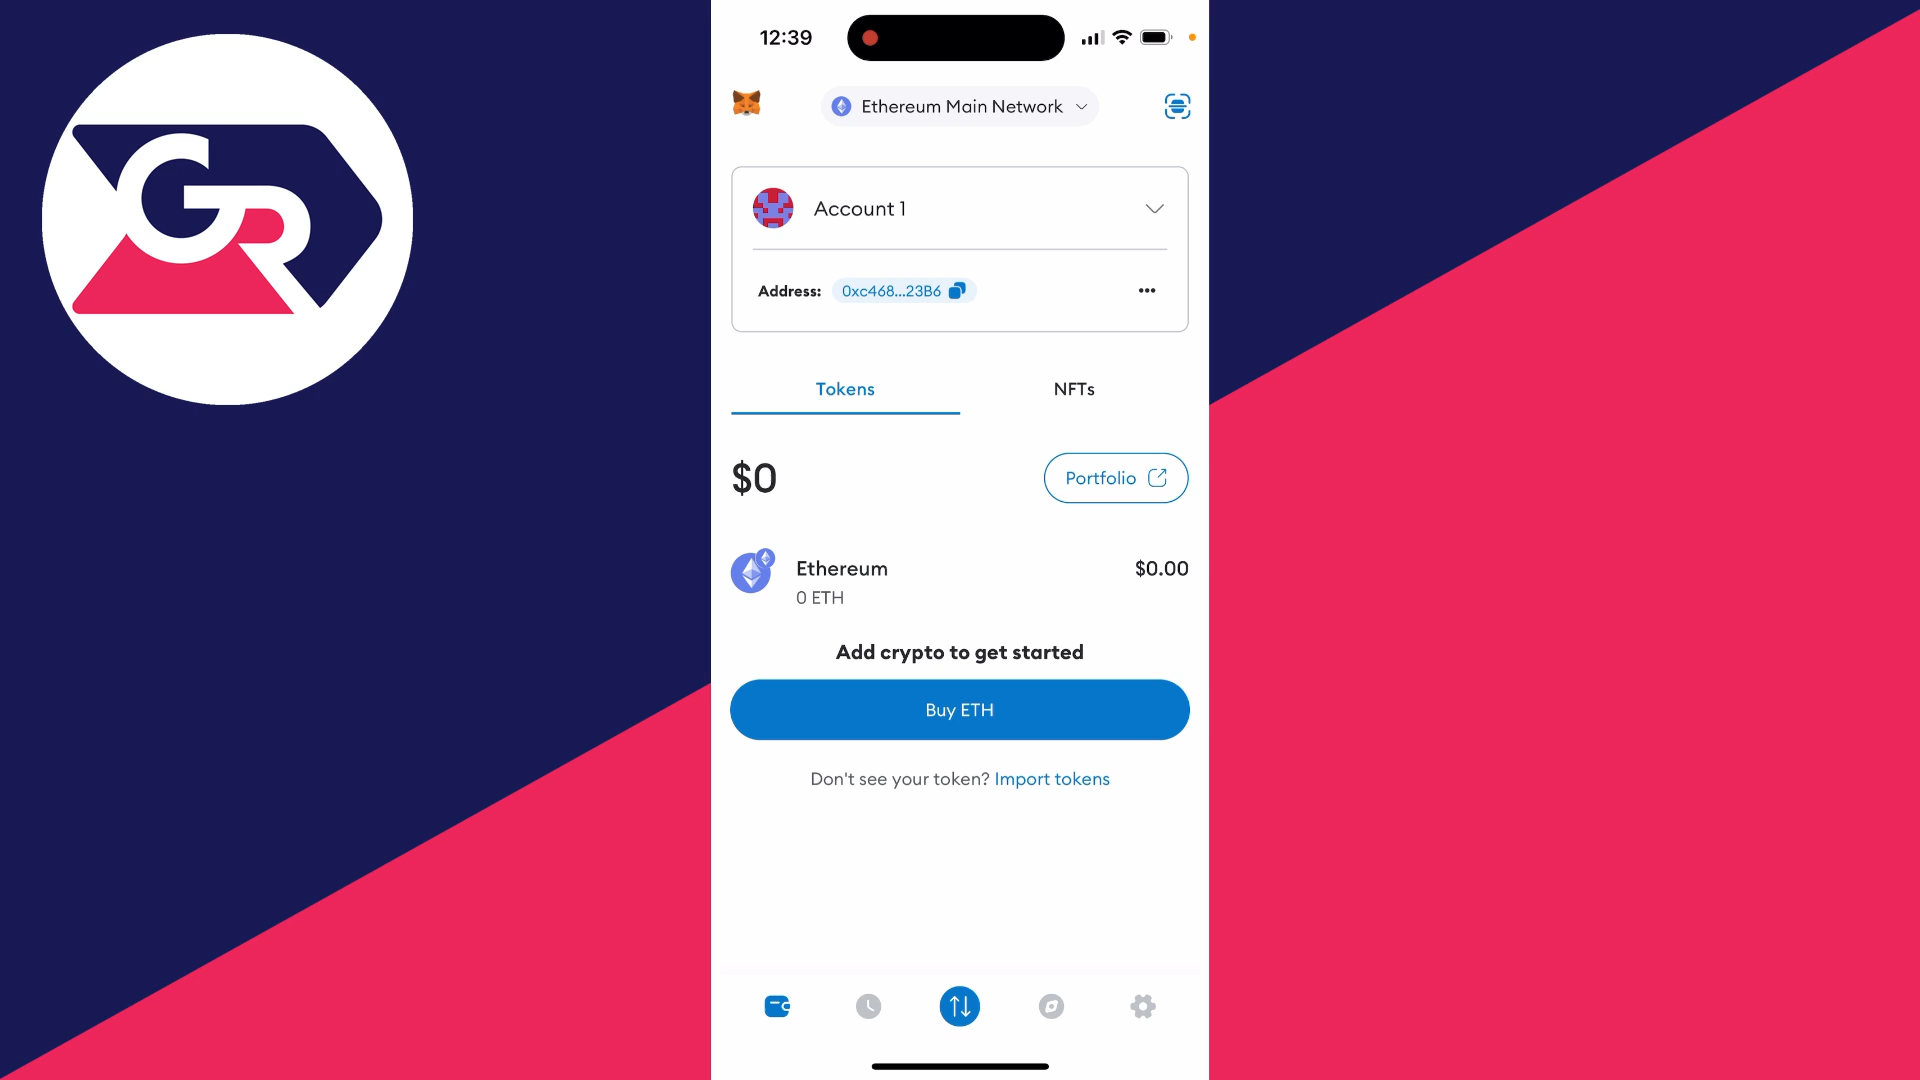 GR
12:39
Ethereum Main Network
Account 1
Address: 0xc468...23B6
Tokens
NFTs
$0
Portfolio
Ethereum
$0.00
0 ETH
Add crypto to get started
Buy ETH
Don't see your token? Import tokens